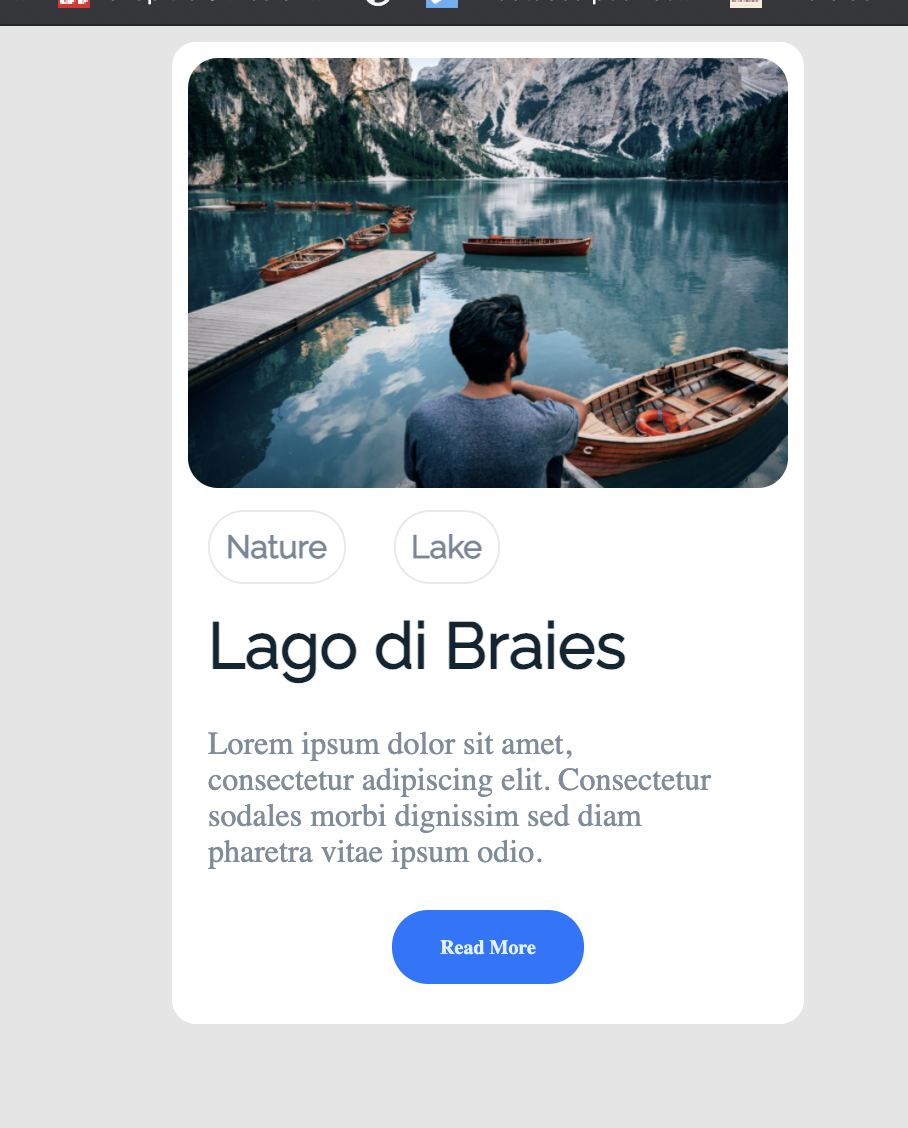 Nature
Lake
Lago di Braies
Lorem ipsum dolor sit amet,
consectetur adipiscing elit. Consectetur
sodales morbi dignissim sed diam
pharetra vitae ipsum odio.
Read More